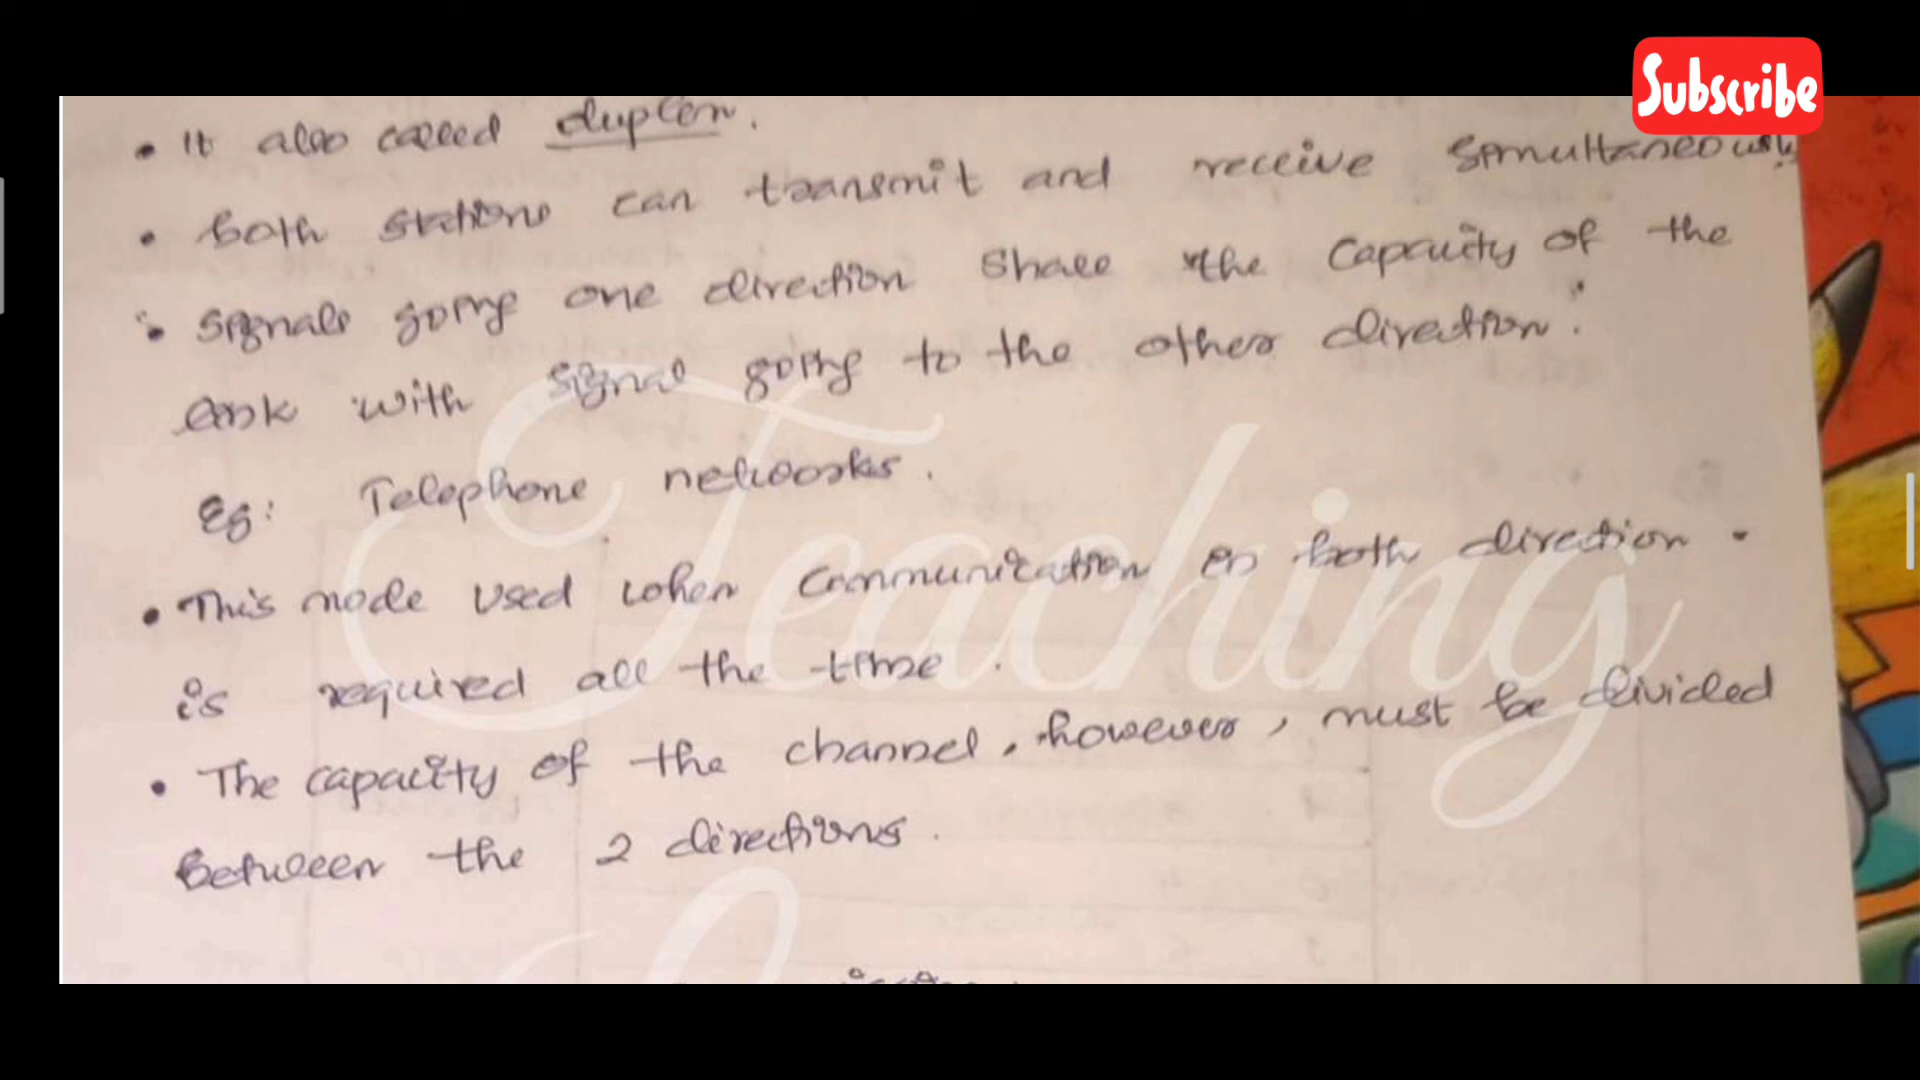 Subscribe
• It also called duplex.
• both stations can transmit and receive simultaneously
• signals going one direction share the capacity of the
link with signal going to the other direction.
Eg: Telephone networks.
• This mode used when communication in both direction
is required all the time.
• The capacity of the channel, however, must be divided
between the 2 directions.
Teaching